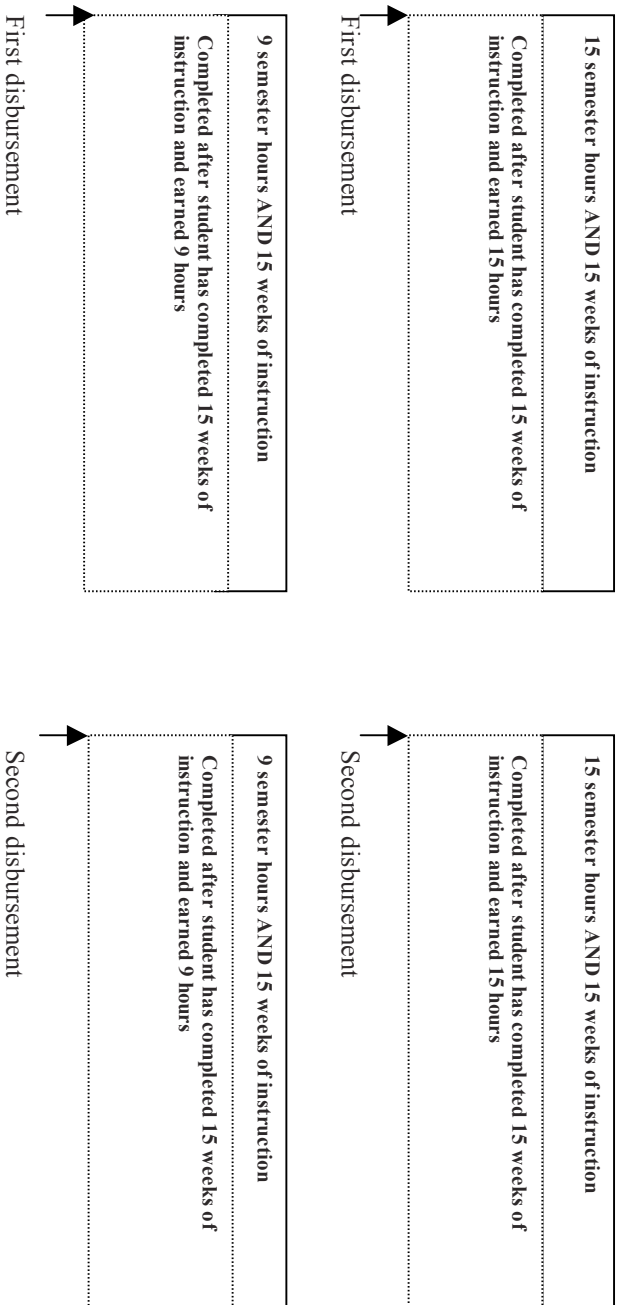 15 semester hours AND 15 weeks of instruction
Completed after student has completed 15 weeks of
instruction and earned 15 hours
First disbursement
15 semester hours AND 15 weeks of instruction
Completed after student has completed 15 weeks of
instruction and earned 15 hours
Second disbursement
9 semester hours AND 15 weeks of instruction
Completed after student has completed 15 weeks of
instruction and earned 9 hours
First disbursement
9 semester hours AND 15 weeks of instruction
Completed after student has completed 15 weeks of
instruction and earned 9 hours
Second disbursement